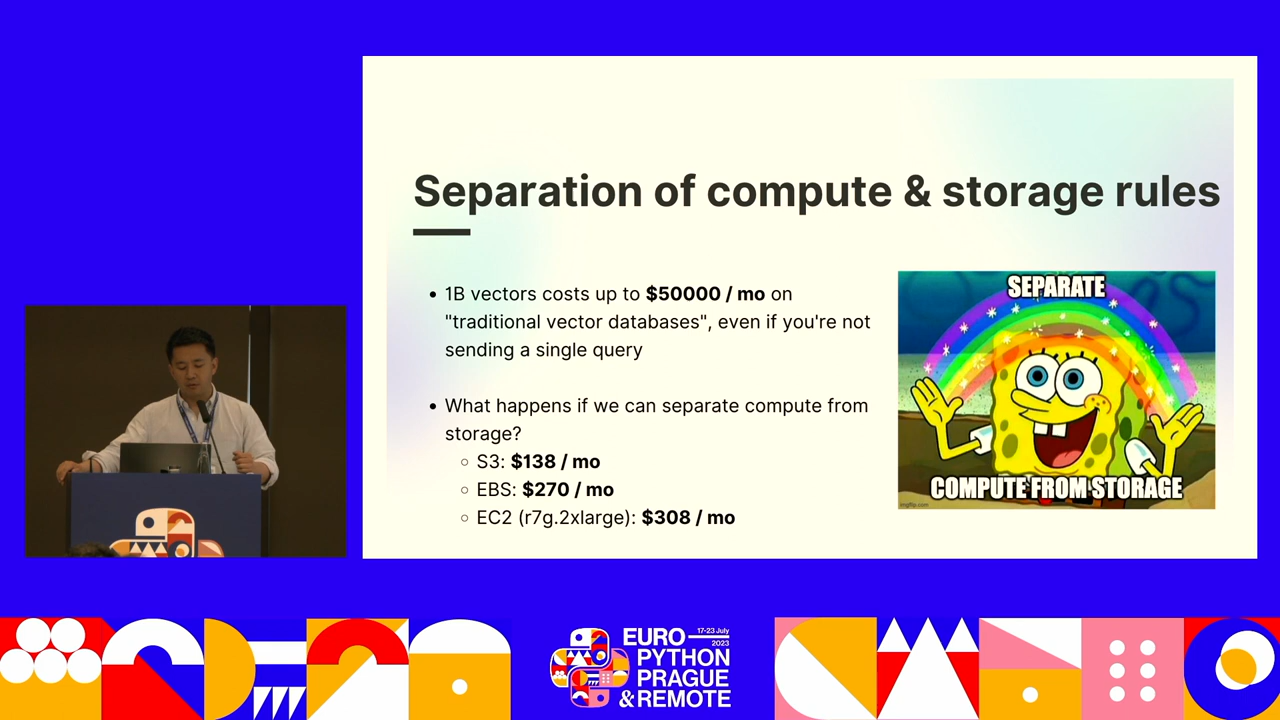 Separation of compute & storage rules
• 1B vectors costs up to $50000 / mo on
"traditional vector databases", even if you're not
sending a single query
• What happens if we can separate compute from
storage?
◦ S3: $138 / mo
◦ EBS: $270 / mo
◦ EC2 (r7g.2xlarge): $308 / mo
SEPARATE
COMPUTE FROM STORAGE
imgflip.com
EURO
17-23 July
2023
PYTHON
PRAGUE
& REMOTE